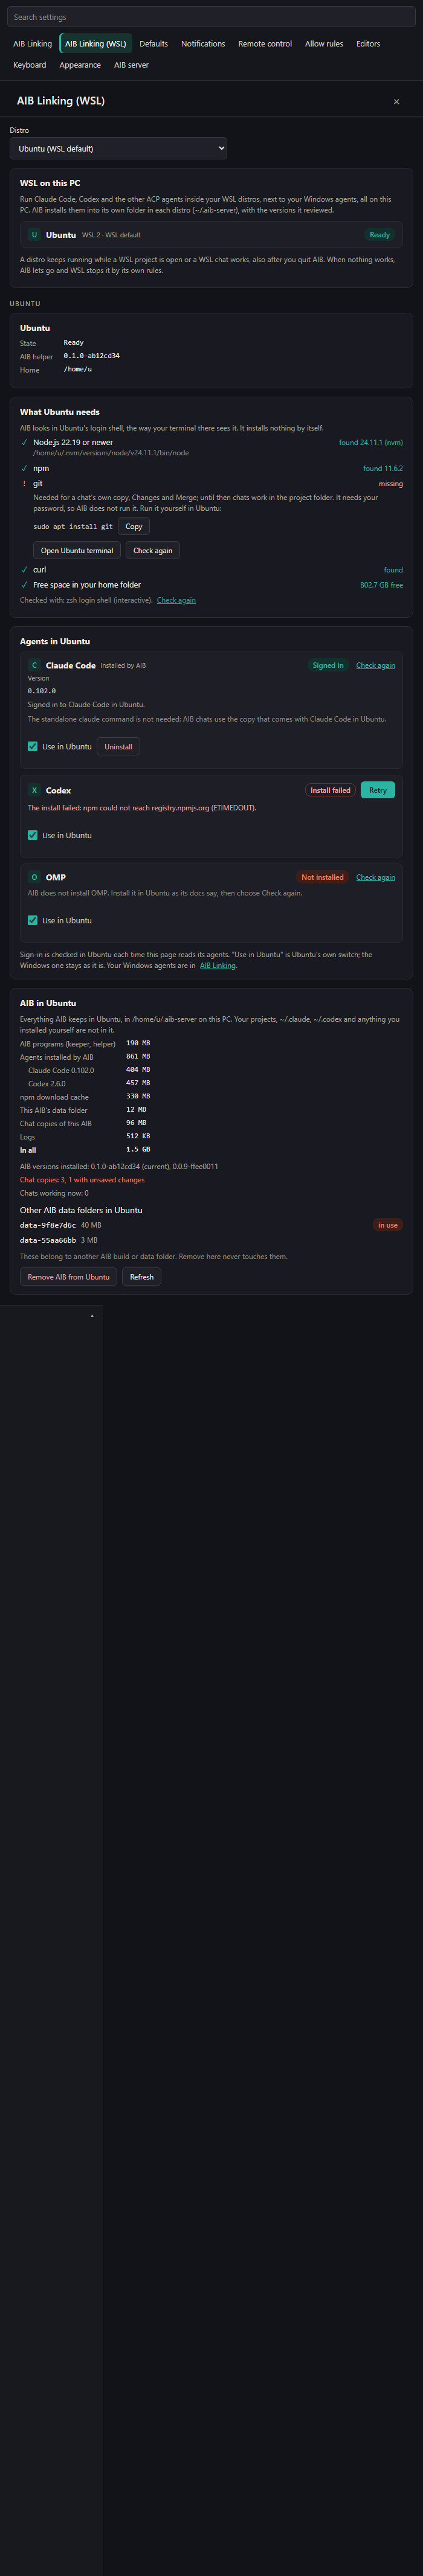 Search settings
AIB Linking AIB Linking (WSL) Defaults Notifications Remote control Allow rules Editors
Keyboard Appearance AIB server
AIB Linking (WSL) ×
Distro
Ubuntu (WSL default)
WSL on this PC
Run Claude Code, Codex and the other ACP agents inside your WSL distros, next to your Windows agents, all on this
PC. AIB installs them into its own folder in each distro (~/.aib-server), with the versions it reviewed.
U Ubuntu WSL 2 · WSL default Ready
A distro keeps running while a WSL project is open or a WSL chat works, also after you quit AIB. When nothing works,
AIB lets go and WSL stops it by its own rules.
UBUNTU
Ubuntu
State Ready
AIB helper 0.1.0-ab12cd34
Home /home/u
What Ubuntu needs
AIB looks in Ubuntu's login shell, the way your terminal there sees it. It installs nothing by itself.
✓ Node.js 22.19 or newer found 24.11.1 (nvm)
/home/u/.nvm/versions/node/v24.11.1/bin/node
✓ npm found 11.6.2
! git missing
Needed for a chat's own copy, Changes and Merge; until then chats work in the project folder. It needs your
password, so AIB does not run it. Run it yourself in Ubuntu:
sudo apt install git Copy
Open Ubuntu terminal Check again
✓ curl found
✓ Free space in your home folder 802.7 GB free
Checked with: zsh login shell (interactive). Check again
Agents in Ubuntu
C Claude Code Installed by AIB Signed in Check again
Version
0.102.0
Signed in to Claude Code in Ubuntu.
The standalone claude command is not needed: AIB chats use the copy that comes with Claude Code in Ubuntu.
Use in Ubuntu Uninstall
X Codex Install failed Retry
The install failed: npm could not reach registry.npmjs.org (ETIMEDOUT).
Use in Ubuntu
O OMP Not installed Check again
AIB does not install OMP. Install it in Ubuntu as its docs say, then choose Check again.
Use in Ubuntu
Sign-in is checked in Ubuntu each time this page reads its agents. "Use in Ubuntu" is Ubuntu's own switch; the
Windows one stays as it is. Your Windows agents are in AIB Linking.
AIB in Ubuntu
Everything AIB keeps in Ubuntu, in /home/u/.aib-server on this PC. Your projects, ~/.claude, ~/.codex and anything you
installed yourself are not in it.
AIB programs (keeper, helper) 190 MB
Agents installed by AIB 861 MB
Claude Code 0.102.0 404 MB
Codex 2.6.0 457 MB
npm download cache 330 MB
This AIB's data folder 12 MB
Chat copies of this AIB 96 MB
Logs 512 KB
In all 1.5 GB
AIB versions installed: 0.1.0-ab12cd34 (current), 0.0.9-ffee0011
Chat copies: 3, 1 with unsaved changes
Chats working now: 0
Other AIB data folders in Ubuntu
data-9f8e7d6c 40 MB in use
data-55aa66bb 3 MB
These belong to another AIB build or data folder. Remove here never touches them.
Remove AIB from Ubuntu Refresh